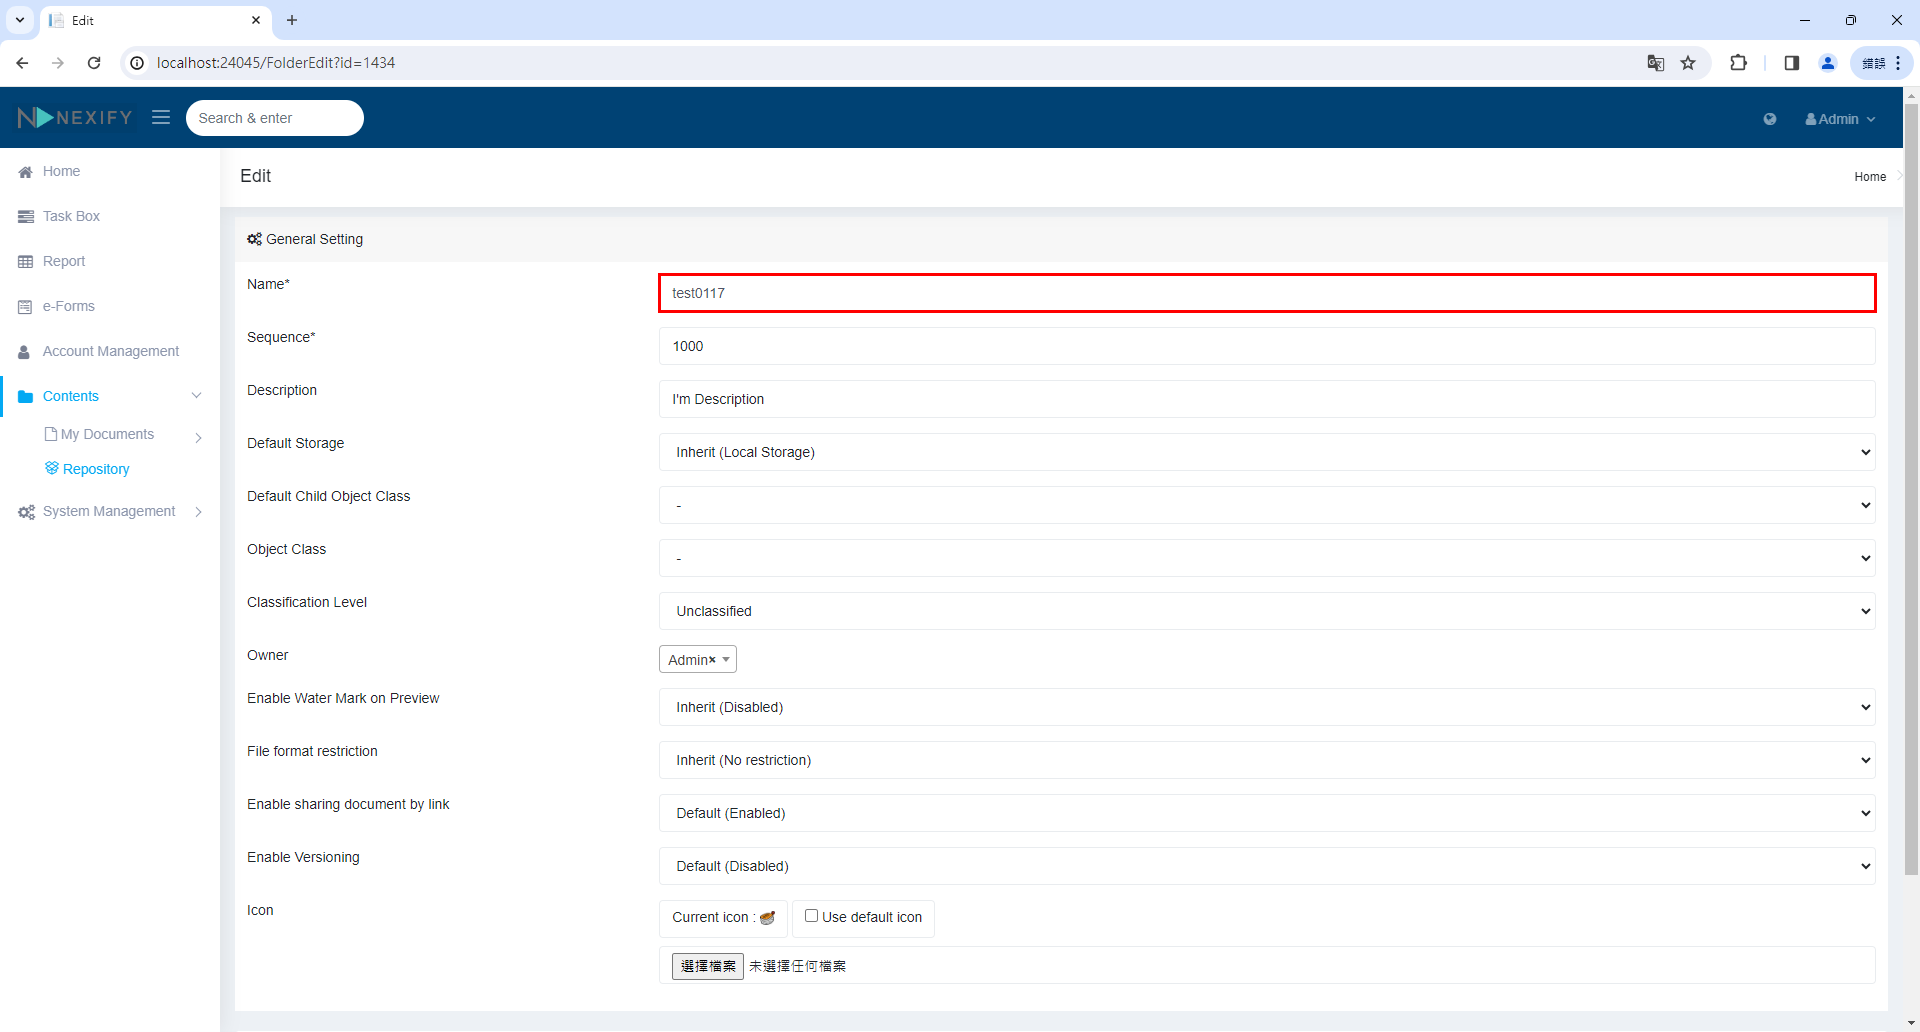 Edit
localhost:24045/FolderEdit?id=1434
錯誤
NEXIFY
Search & enter
Admin
Home
Task Box
Report
e-Forms
Account Management
Contents
My Documents
Repository
System Management
Edit
Home
General Setting
Name*
test0117
Sequence*
1000
Description
I'm Description
Default Storage
Inherit (Local Storage)
Default Child Object Class
-
Object Class
-
Classification Level
Unclassified
Owner
Admin×
Enable Water Mark on Preview
Inherit (Disabled)
File format restriction
Inherit (No restriction)
Enable sharing document by link
Default (Enabled)
Enable Versioning
Default (Disabled)
Icon
Current icon :
Use default icon
選擇檔案 未選擇任何檔案